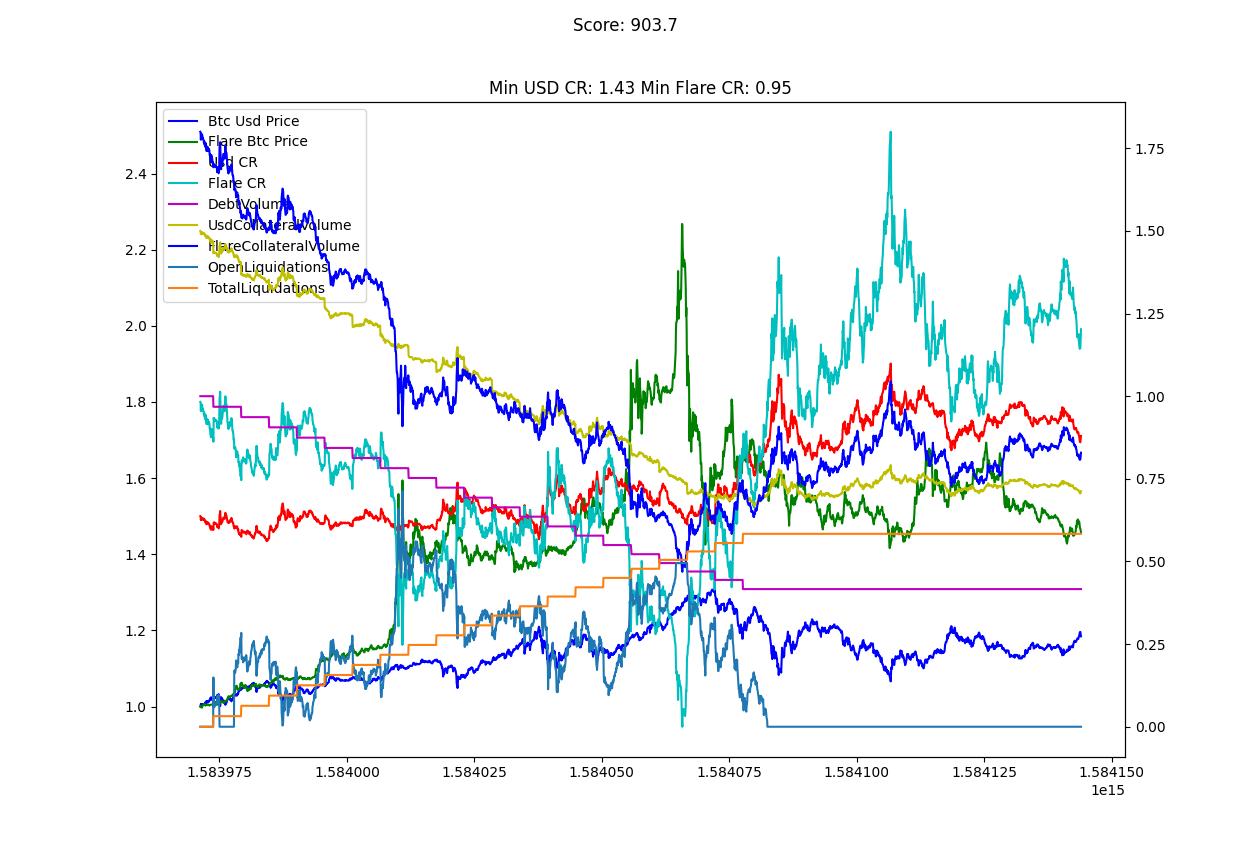 Score: 903.7
Min USD CR: 1.43 Min Flare CR: 0.95
Btc Usd Price
Flare Btc Price
Usd CR
Flare CR
DebtVolume
UsdCollateralVolume
FlareCollateralVolume
OpenLiquidations
TotalLiquidations
2.4
2.2
2.0
1.8
1.6
1.4
1.2
1.0
1.75
1.50
1.25
1.00
0.75
0.50
0.25
0.00
1.583975 1.584000 1.584025 1.584050 1.584075 1.584100 1.584125 1.584150
1e15